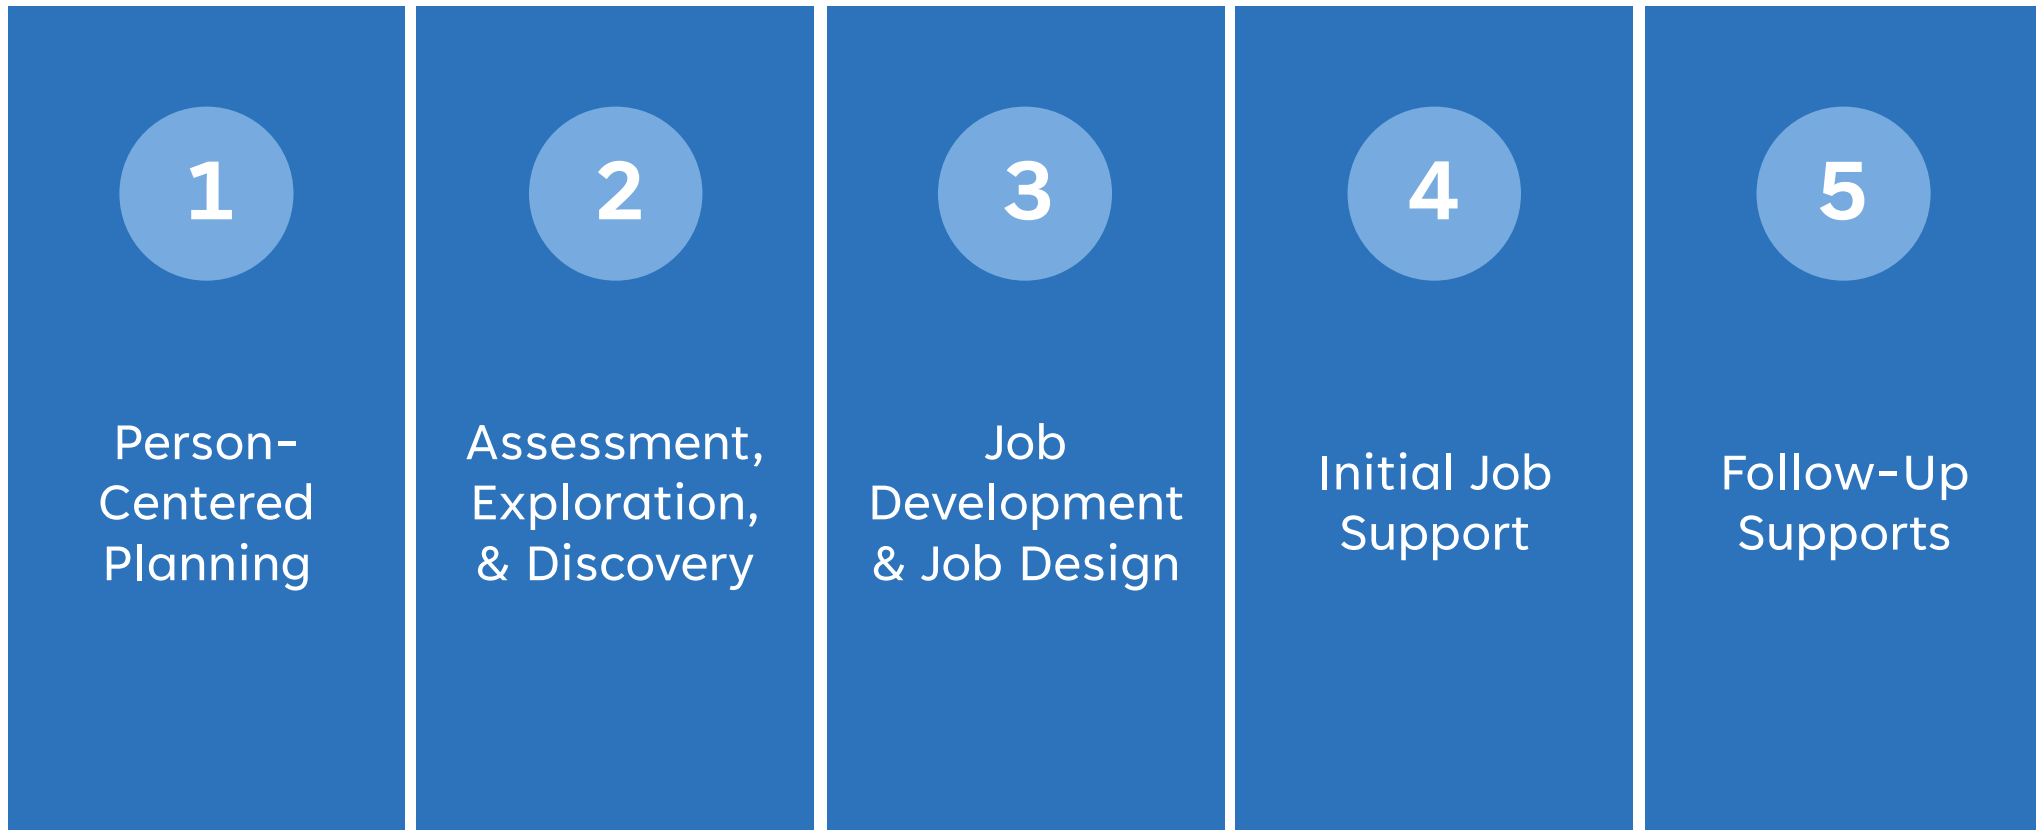 1
Person-
Centered
Planning
2
Assessment,
Exploration,
& Discovery
3
Job
Development
& Job Design
4
Initial Job
Support
5
Follow-Up
Supports